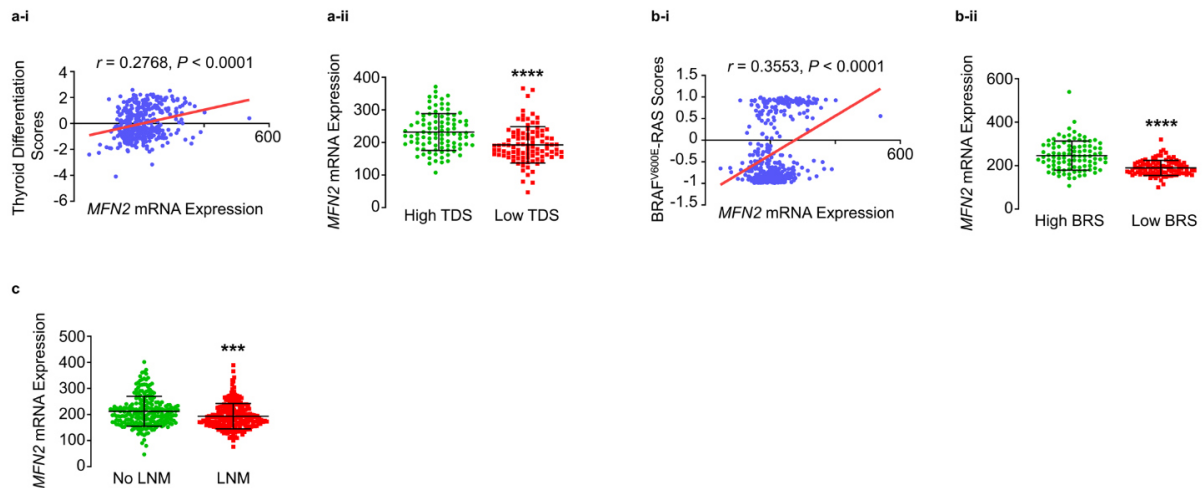 a-i
a-ii
b-i
b-ii
r = 0.2768, P < 0.0001
Thyroid Differentiation
Scores
4
2
0
-2
-4
-6
600
MFN2 mRNA Expression
MFN2 mRNA Expression
400
300
200
100
0
****
High TDS
Low TDS
r = 0.3553, P < 0.0001
BRAFV600E-RAS Scores
1.5
1.0
0.5
0
-0.5
-1
-1.5
600
MFN2 mRNA Expression
MFN2 mRNA Expression
600
400
200
0
****
High BRS
Low BRS
c
MFN2 mRNA Expression
500
400
300
200
100
0
***
No LNM
LNM